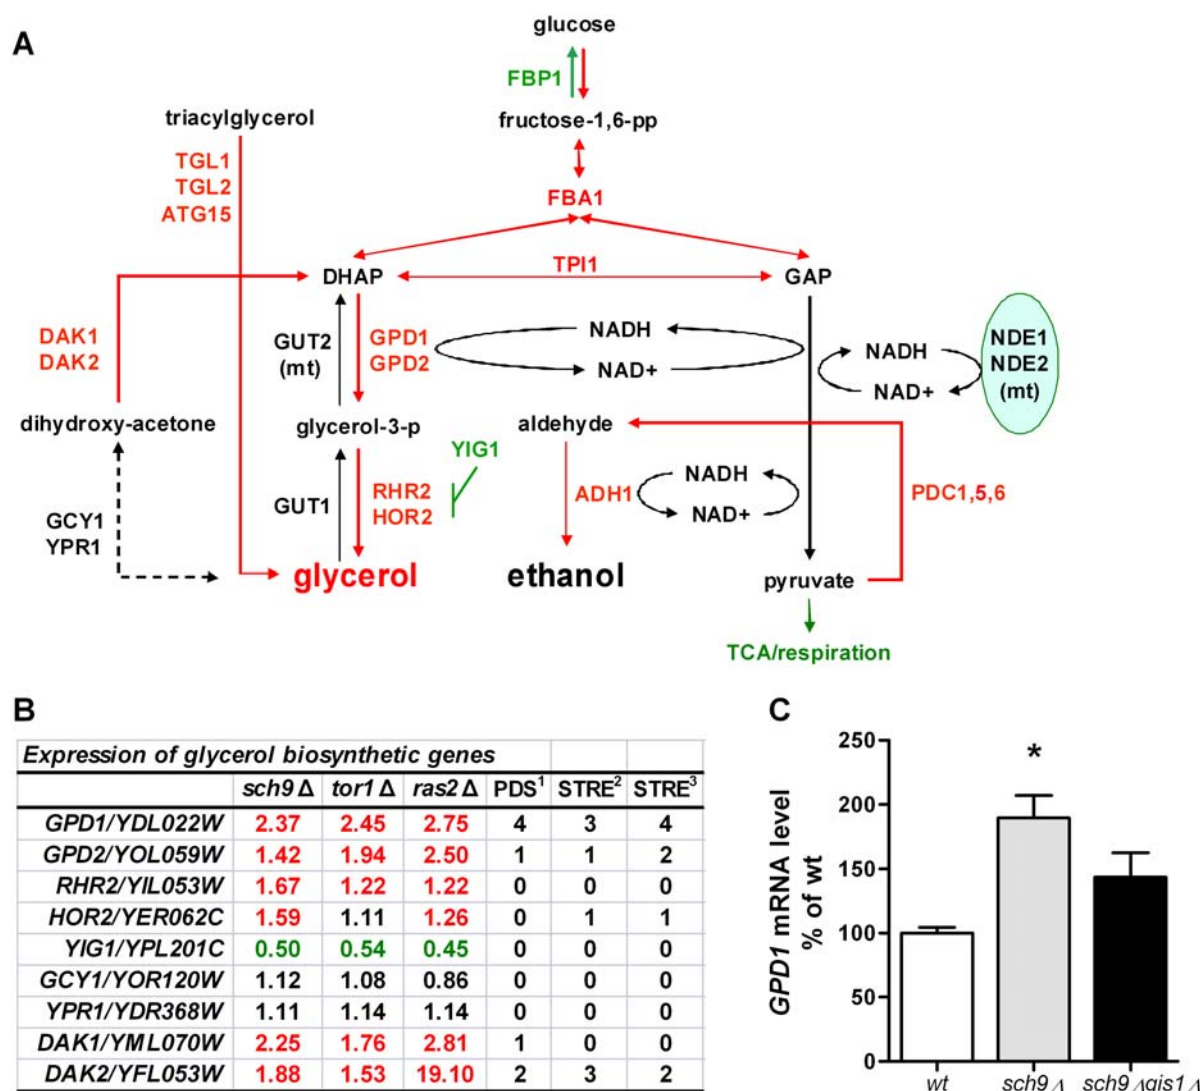 A
glucose
FBP1
fructose-1,6-pp
triacylglycerol
TGL1
TGL2
ATG15
FBA1
DHAP
TPI1
GAP
DAK1
DAK2
GUT2
(mt)
GPD1
GPD2
NADH
NAD+
NADH
NAD+
NDE1
NDE2
(mt)
dihydroxy-acetone
glycerol-3-p
aldehyde
YIG1
GCY1
YPR1
GUT1
RHR2
HOR2
ADH1
NADH
NAD+
PDC1,5,6
glycerol
ethanol
pyruvate
TCA/respiration
B
Expression of glycerol biosynthetic genes
sch9 Δ tor1 Δ ras2 Δ PDS1 STRE2 STRE3
GPD1/YDL022W 2.37 2.45 2.75 4 3 4
GPD2/YOL059W 1.42 1.94 2.50 1 1 2
RHR2/YIL053W 1.67 1.22 1.22 0 0 0
HOR2/YER062C 1.59 1.11 1.26 0 1 1
YIG1/YPL201C 0.50 0.54 0.45 0 0 0
GCY1/YOR120W 1.12 1.08 0.86 0 0 0
YPR1/YDR368W 1.11 1.14 1.14 0 0 0
DAK1/YML070W 2.25 1.76 2.81 1 0 0
DAK2/YFL053W 1.88 1.53 19.10 2 3 2
C
GPD1 mRNA level
% of wt
250
200
150
100
50
0
*
wt sch9 Δ sch9 Δgis1 Δ